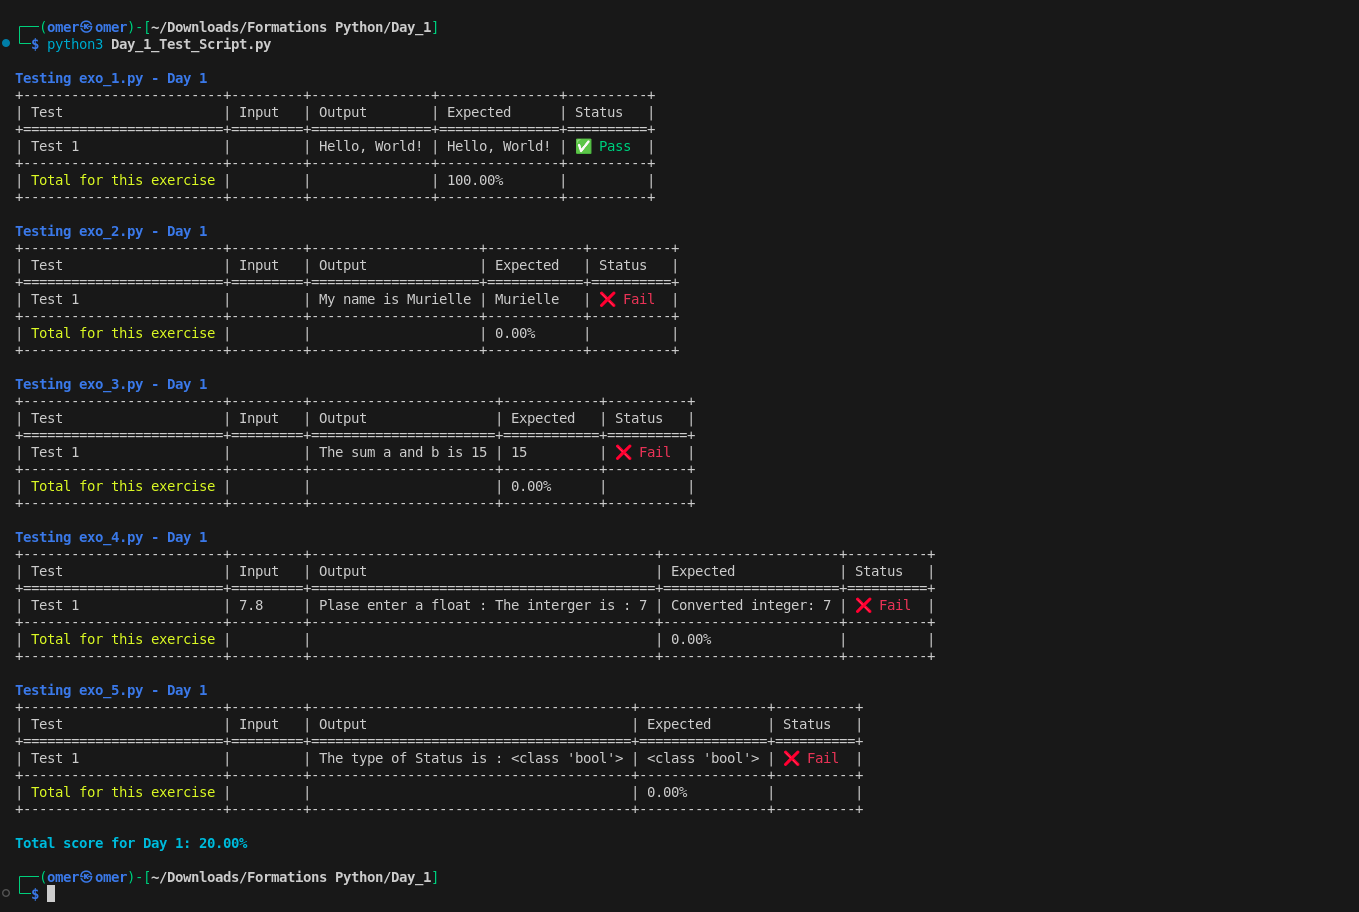 ┌──(omer㉿omer)-[~/Downloads/Formations Python/Day_1]
└─$ python3 Day_1_Test_Script.py
Testing exo_1.py - Day 1
+-------------------------+---------+---------------+---------------+----------+
| Test                    | Input   | Output        | Expected      | Status   |
+=========================+=========+===============+===============+==========+
| Test 1                  |         | Hello, World! | Hello, World! | ✅ Pass  |
+-------------------------+---------+---------------+---------------+----------+
| Total for this exercise |         |               | 100.00%       |          |
+-------------------------+---------+---------------+---------------+----------+
Testing exo_2.py - Day 1
+-------------------------+---------+---------------------+------------+----------+
| Test                    | Input   | Output              | Expected   | Status   |
+=========================+=========+=====================+============+==========+
| Test 1                  |         | My name is Murielle | Murielle   | ❌ Fail  |
+-------------------------+---------+---------------------+------------+----------+
| Total for this exercise |         |                     | 0.00%      |          |
+-------------------------+---------+---------------------+------------+----------+
Testing exo_3.py - Day 1
+-------------------------+---------+-----------------------+------------+----------+
| Test                    | Input   | Output                | Expected   | Status   |
+=========================+=========+=======================+============+==========+
| Test 1                  |         | The sum a and b is 15 | 15         | ❌ Fail  |
+-------------------------+---------+-----------------------+------------+----------+
| Total for this exercise |         |                       | 0.00%      |          |
+-------------------------+---------+-----------------------+------------+----------+
Testing exo_4.py - Day 1
+-------------------------+---------+-------------------------------------------+----------------------+----------+
| Test                    | Input   | Output                                    | Expected             | Status   |
+=========================+=========+===========================================+======================+==========+
| Test 1                  | 7.8     | Plase enter a float : The interger is : 7 | Converted integer: 7 | ❌ Fail  |
+-------------------------+---------+-------------------------------------------+----------------------+----------+
| Total for this exercise |         |                                           | 0.00%                |          |
+-------------------------+---------+-------------------------------------------+----------------------+----------+
Testing exo_5.py - Day 1
+-------------------------+---------+----------------------------------------+----------------+----------+
| Test                    | Input   | Output                                 | Expected       | Status   |
+=========================+=========+========================================+================+==========+
| Test 1                  |         | The type of Status is : <class 'bool'> | <class 'bool'> | ❌ Fail  |
+-------------------------+---------+----------------------------------------+----------------+----------+
| Total for this exercise |         |                                        | 0.00%          |          |
+-------------------------+---------+----------------------------------------+----------------+----------+
Total score for Day 1: 20.00%
┌──(omer㉿omer)-[~/Downloads/Formations Python/Day_1]
└─$